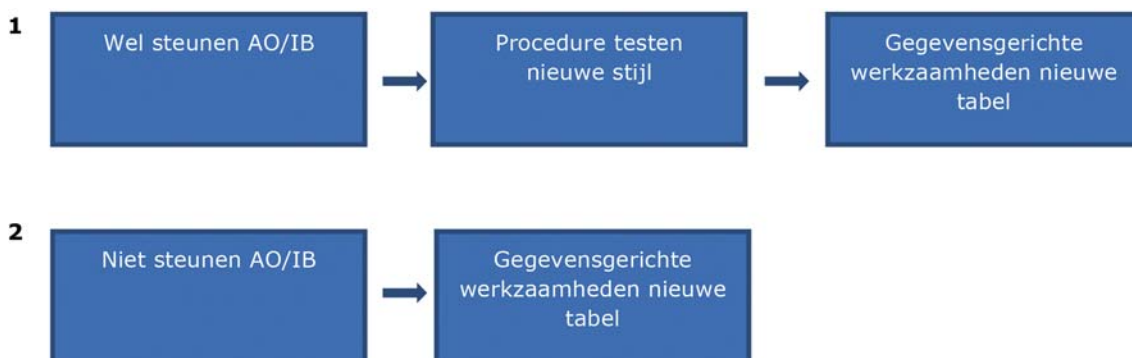 1
Wel steunen AO/IB
Procedure testen
nieuwe stijl
Gegevensgerichte
werkzaamheden nieuwe
tabel
2
Niet steunen AO/IB
Gegevensgerichte
werkzaamheden nieuwe
tabel